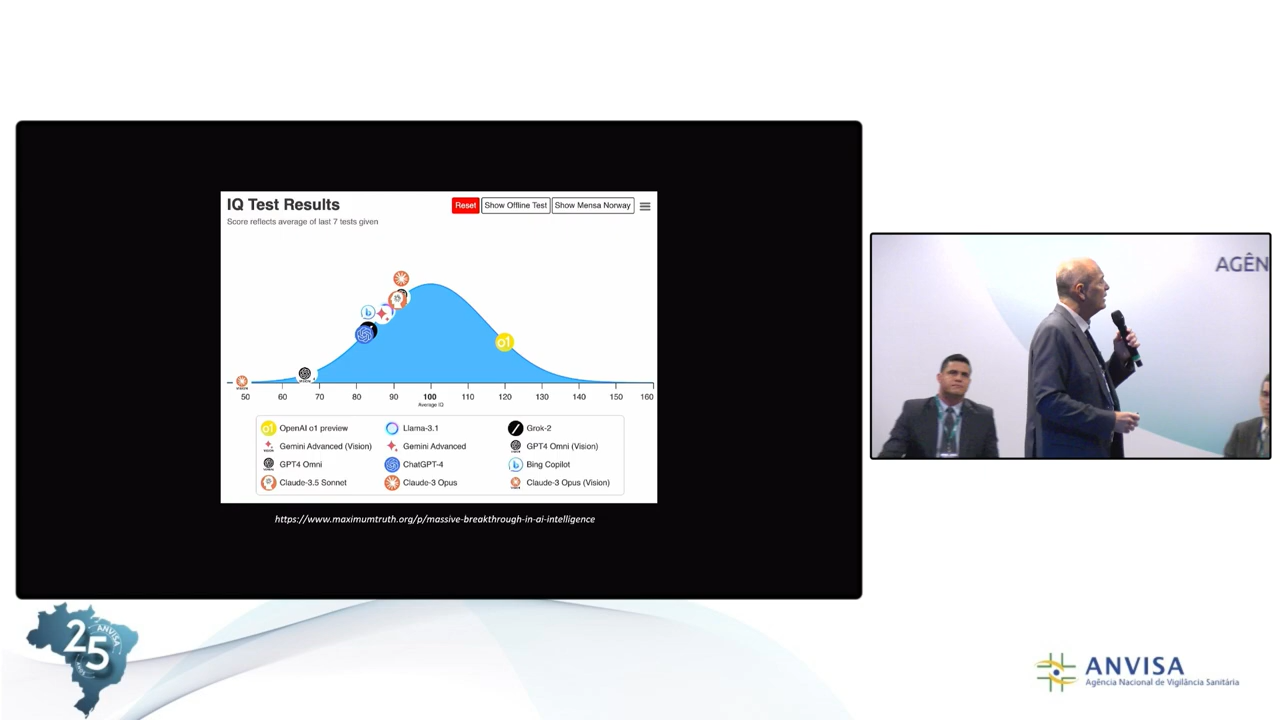 IQ Test Results
Reset
Show Offline Test
Show Mensa Norway
Score reflects average of last 7 tests given
50 60 70 80 90 100 110 120 130 140 150 160
Average IQ
OpenAI o1 preview
Llama-3.1
Grok-2
Gemini Advanced (Vision)
Gemini Advanced
GPT4 Omni (Vision)
GPT4 Omni
ChatGPT-4
Bing Copilot
Claude-3.5 Sonnet
Claude-3 Opus
Claude-3 Opus (Vision)
o1
https://www.maximumtruth.org/p/massive-breakthrough-in-ai-intelligence
AGÊN
25
ANVISA
ANVISA
Agência Nacional de Vigilância Sanitária